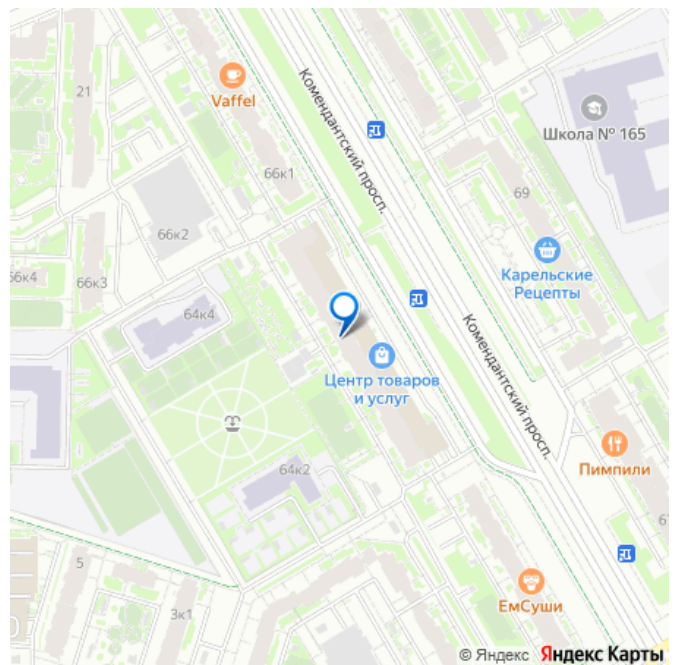 21
Vaffel
Комендантский просп.
Школа № 165
66к1
69
66к2
Карельские
Рецепты
66к4
66к3
64к4
Комендантский просп.
Центр товаров
и услуг
Пимпили
64к2
5
ЕмСуши
3к1
© Яндекс Яндекс Карты